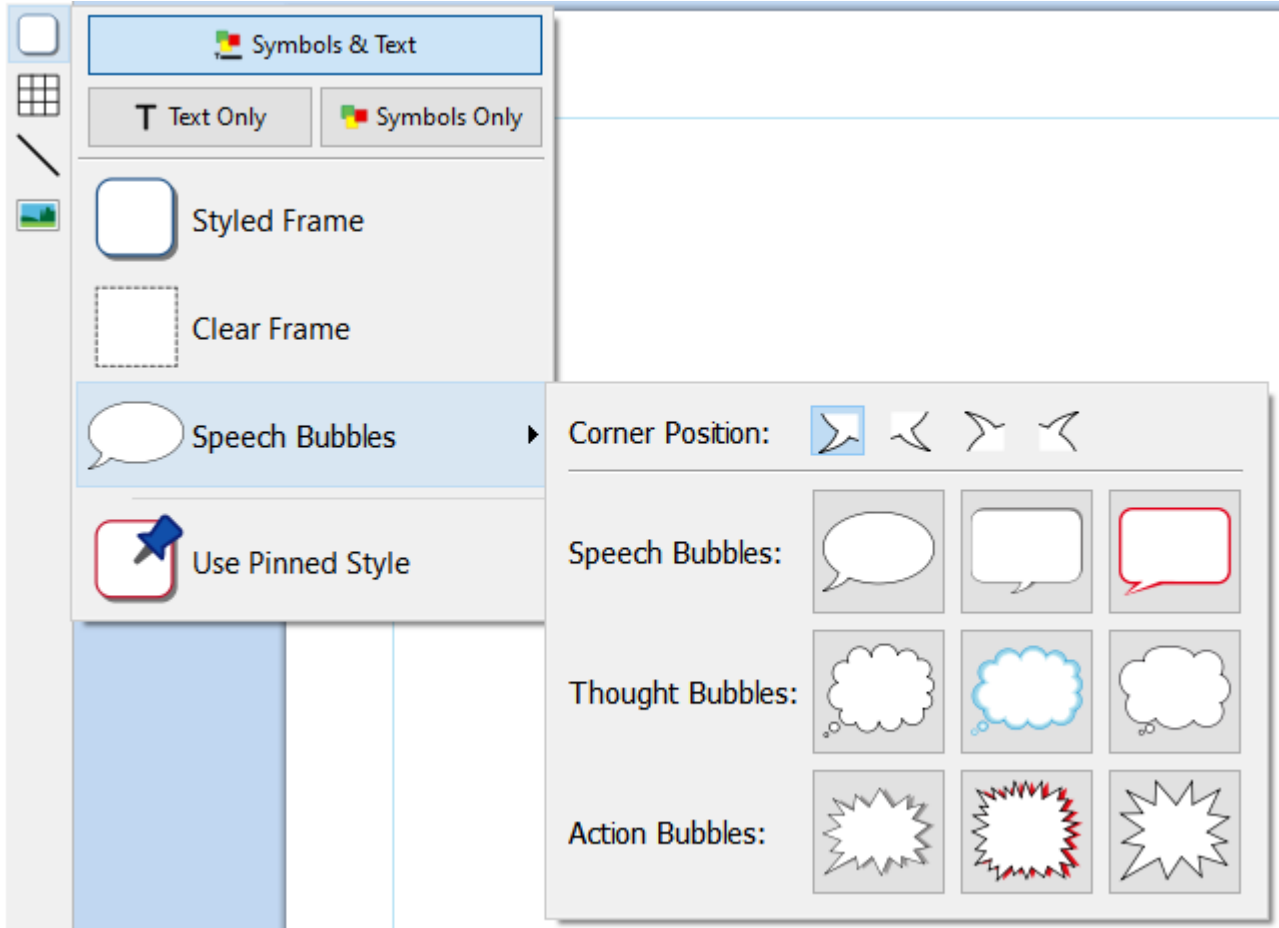 Symbols & Text
T Text Only
Symbols Only
Styled Frame
Clear Frame
Speech Bubbles
Use Pinned Style
Corner Position:
Speech Bubbles:
Thought Bubbles:
Action Bubbles: